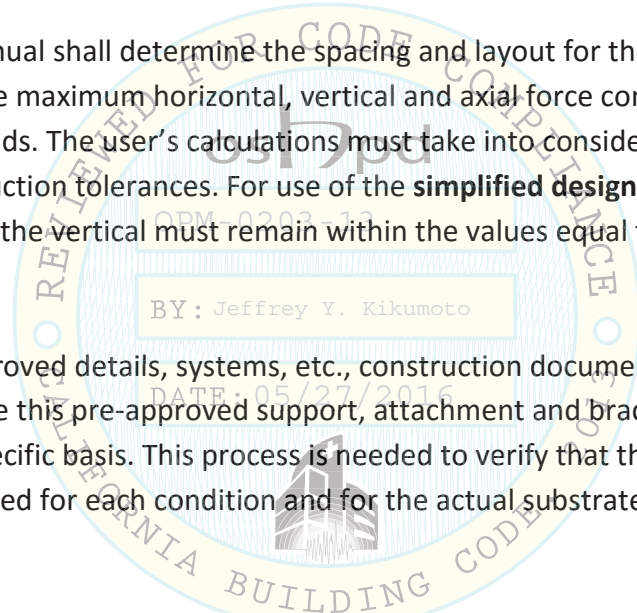 nual shall determine the spacing and layout for th
e maximum horizontal, vertical and axial force con
ds. The user's calculations must take into conside
uction tolerances. For use of the simplified design
the vertical must remain within the values equal
roved details, systems, etc., construction docume
e this pre-approved support, attachment and brac
ecific basis. This process is needed to verify that th
ed for each condition and for the actual substrate
REVIEWED FOR CODE COMPLIANCE
oshpd
OPM-0203-13
BY: Jeffrey Y. Kikumoto
DATE: 05/27/2016
CALIFORNIA BUILDING CODE, 2013